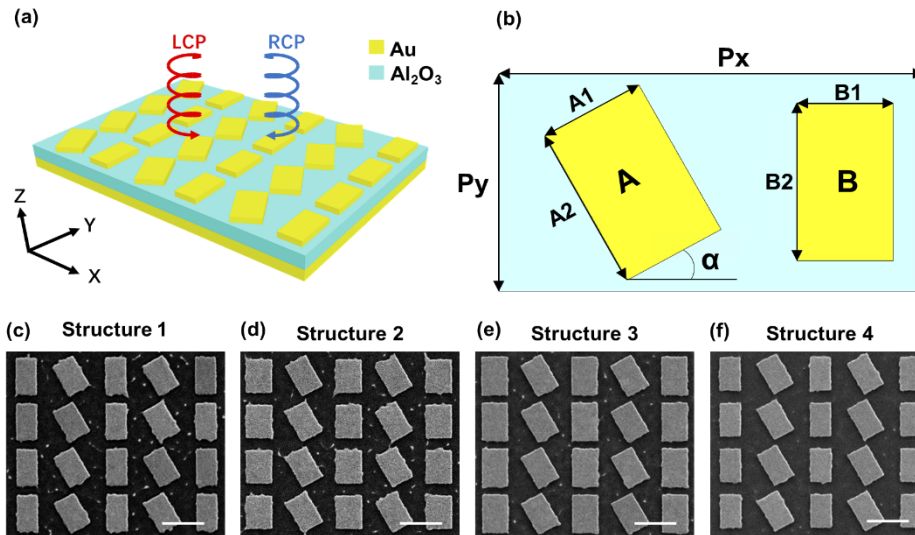 (a)
LCP
RCP
Au
Al₂O₃
Z
Y
X
(b)
Px
Py
A1
A2
A
α
B1
B2
B
(c) Structure 1
(d) Structure 2
(e) Structure 3
(f) Structure 4